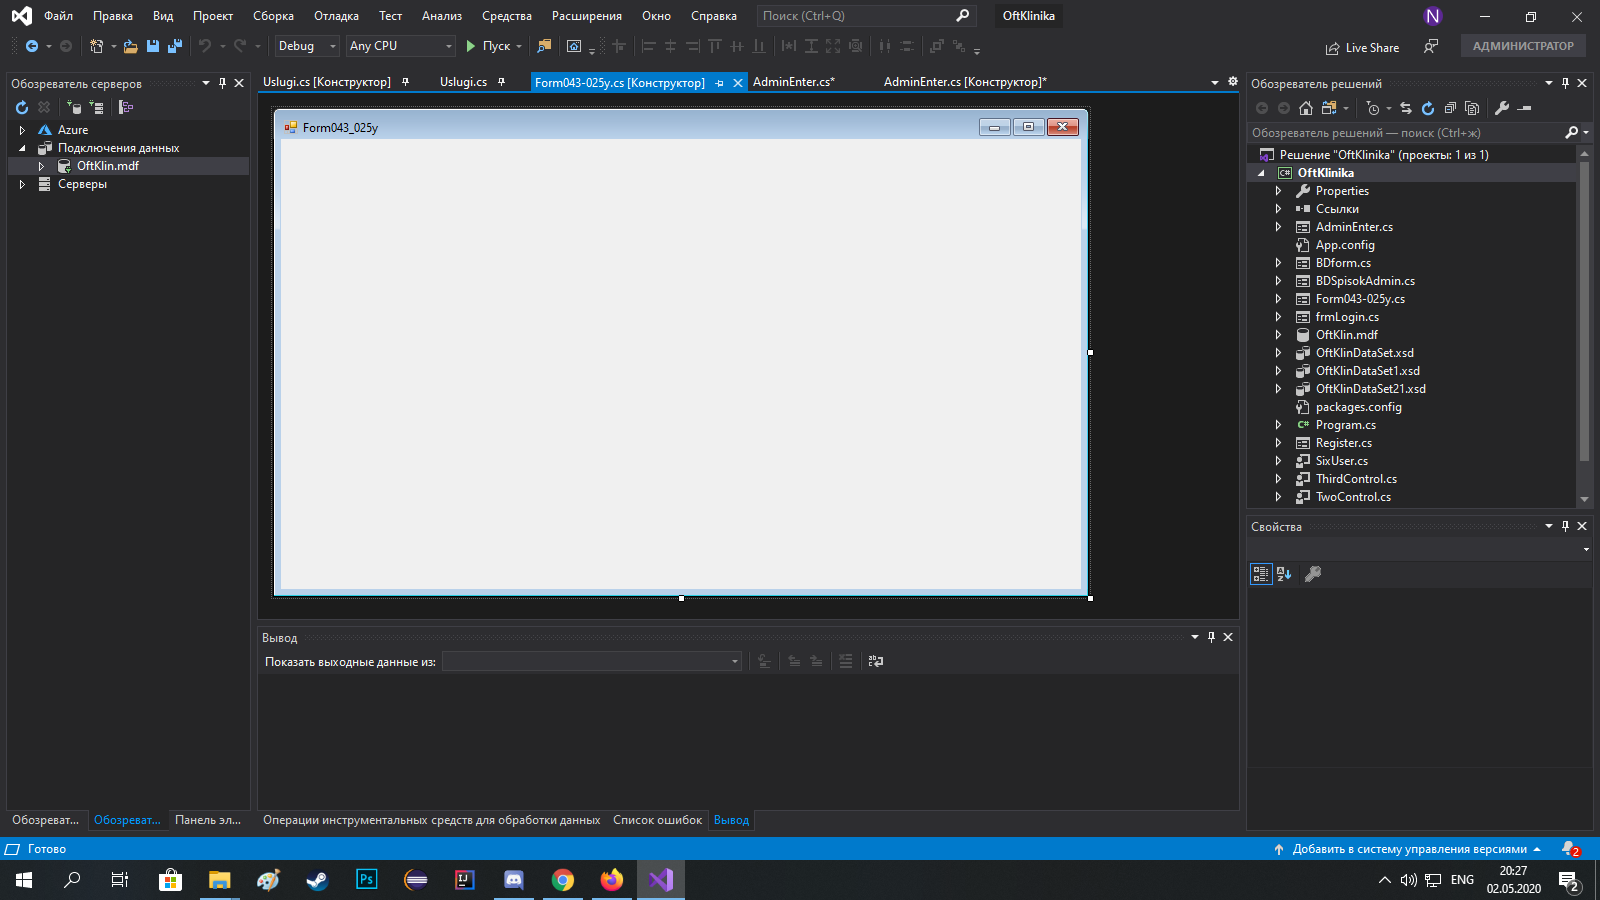 Файл Правка Вид Проект Сборка Отладка Тест Анализ Средства Расширения Окно Справка Поиск (Ctrl+Q) OftKlinika N
Debug Any CPU Пуск Live Share АДМИНИСТРАТОР
Обозреватель серверов
Azure
Подключения данных
OftKlin.mdf
Серверы
Uslugi.cs [Конструктор] Uslugi.cs Form043-025y.cs [Конструктор] AdminEnter.cs* AdminEnter.cs [Конструктор]*
Form043_025y
Обозреватель решений
Обозреватель решений — поиск (Ctrl+ж)
Решение "OftKlinika" (проекты: 1 из 1)
C# OftKlinika
Properties
Ссылки
AdminEnter.cs
App.config
BDform.cs
BDSpisokAdmin.cs
Form043-025y.cs
frmLogin.cs
OftKlin.mdf
OftKlinDataSet.xsd
OftKlinDataSet1.xsd
OftKlinDataSet21.xsd
packages.config
C# Program.cs
Register.cs
SixUser.cs
ThirdControl.cs
TwoControl.cs
Свойства
Вывод
Показать выходные данные из:
Обозреват... Обозреват... Панель эл...
Операции инструментальных средств для обработки данных Список ошибок Вывод
Готово
Добавить в систему управления версиями 2
Ps IJ
ENG
20:27
02.05.2020
2